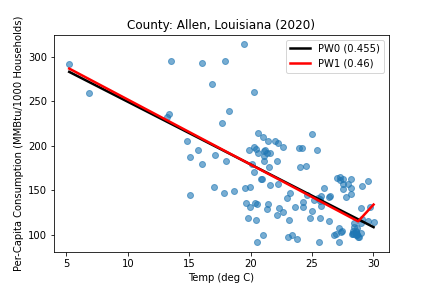 County: Allen, Louisiana (2020)
PW0 (0.455)
PW1 (0.46)
Per-Capita Consumption (MMBtu/1000 Households)
300
250
200
150
100
5 10 15 20 25 30
Temp (deg C)